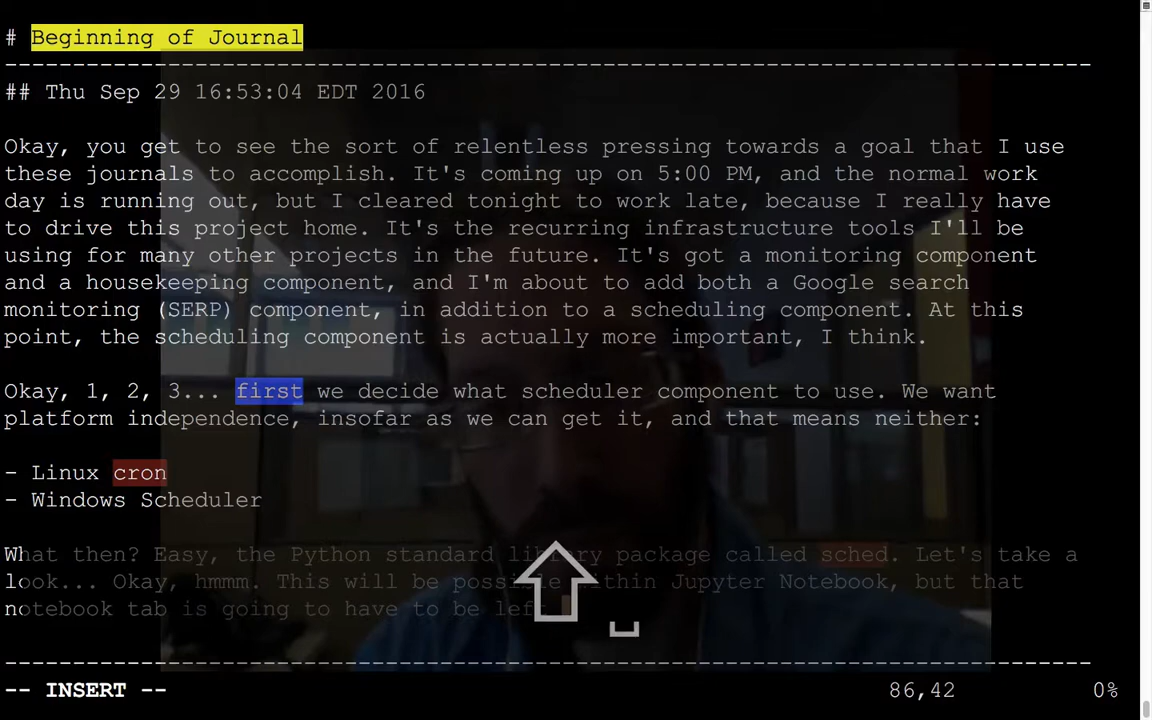 # Beginning of Journal
--------------------------------------------------------------------------------
## Thu Sep 29 16:53:04 EDT 2016
Okay, you get to see the sort of relentless pressing towards a goal that I use
these journals to accomplish. It's coming up on 5:00 PM, and the normal work
day is running out, but I cleared tonight to work late, because I really have
to drive this project home. It's the recurring infrastructure tools I'll be
using for many other projects in the future. It's got a monitoring component
and a housekeeping component, and I'm about to add both a Google search
monitoring (SERP) component, in addition to a scheduling component. At this
point, the scheduling component is actually more important, I think.
Okay, 1, 2, 3... first we decide what scheduler component to use. We want
platform independence, insofar as we can get it, and that means neither:
- Linux cron
- Windows Scheduler
What then? Easy, the Python standard library package called sched. Let's take a
look... Okay, hmmm. This will be possible within Jupyter Notebook, but that
notebook tab is going to have to be left
--------------------------------------------------------------------------------
-- INSERT -- 86,42 0%